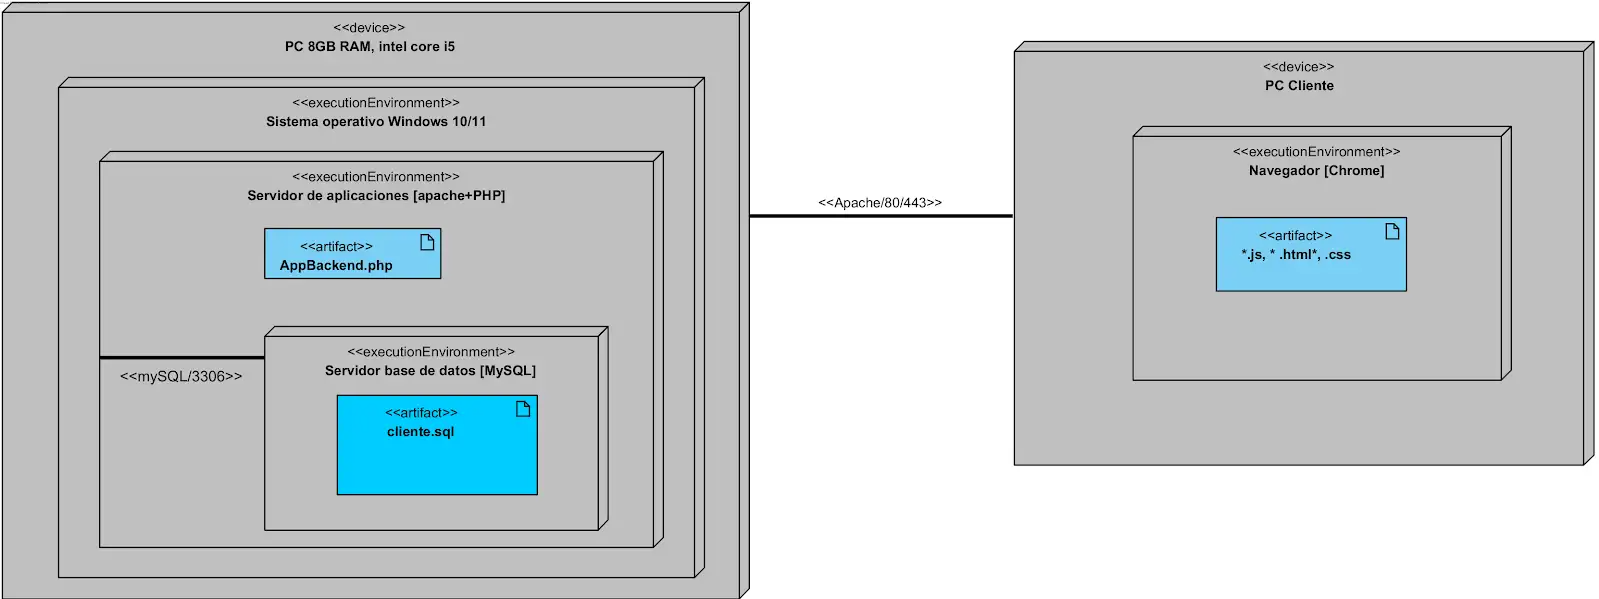 <<device>>
PC 8GB RAM, intel core i5
<<executionEnvironment>>
Sistema operativo Windows 10/11
<<executionEnvironment>>
Servidor de aplicaciones [apache+PHP]
<<artifact>>
AppBackend.php
<<mySQL/3306>>
<<executionEnvironment>>
Servidor base de datos [MySQL]
<<artifact>>
cliente.sql
<<Apache/80/443>>
<<device>>
PC Cliente
<<executionEnvironment>>
Navegador [Chrome]
<<artifact>>
*.js, * .html*, .css